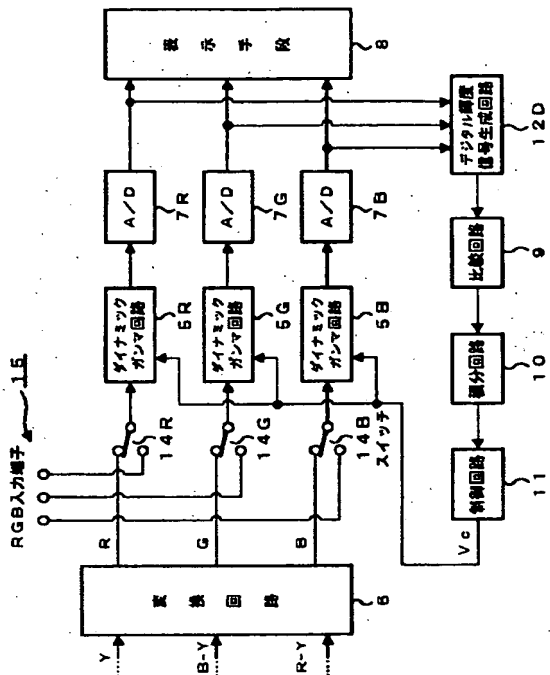 RGB入力端子
15
Y
B-Y
R-Y
変換回路
6
R
G
B
14R
14G
14B
スイッチ
ダイナミック
ガンマ回路
5R
ダイナミック
ガンマ回路
5G
ダイナミック
ガンマ回路
5B
A/D
7R
A/D
7G
A/D
7B
表示手段
8
デジタル輝度
信号生成回路
12D
比較回路
9
積分回路
10
制御回路
11
Vc